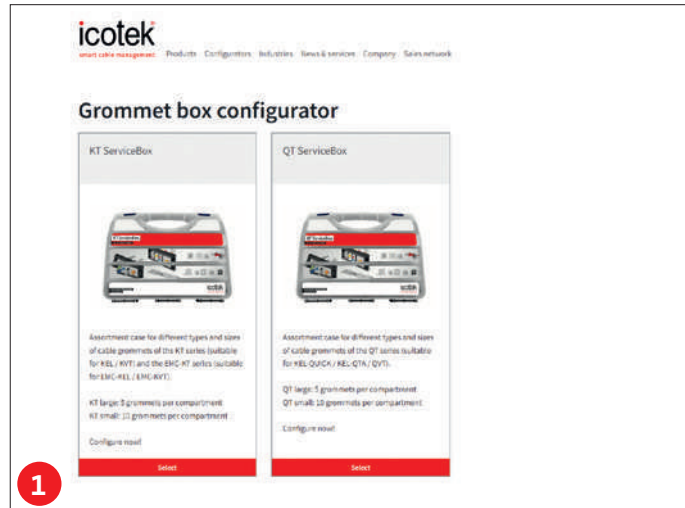 icotek
smart cable management
Products Configurators Industries News & services Company Sales network
Grommet box configurator
KT ServiceBox
QT ServiceBox
KT ServiceBox
icotek
icotek
Assortment case for different types and sizes
of cable grommets of the KT series (suitable
for KEL / KVT) and the EMC-KT series (suitable
for EMC-KEL / EMC-KVT).
KT large: 5 grommets per compartment
KT small: 10 grommets per compartment
Configure now!
Select
Assortment case for different types and sizes
of cable grommets of the QT series (suitable
for KEL-QUICK / KEL-QTA / QVT).
QT large: 5 grommets per compartment
QT small: 10 grommets per compartment
Configure now!
Select
1